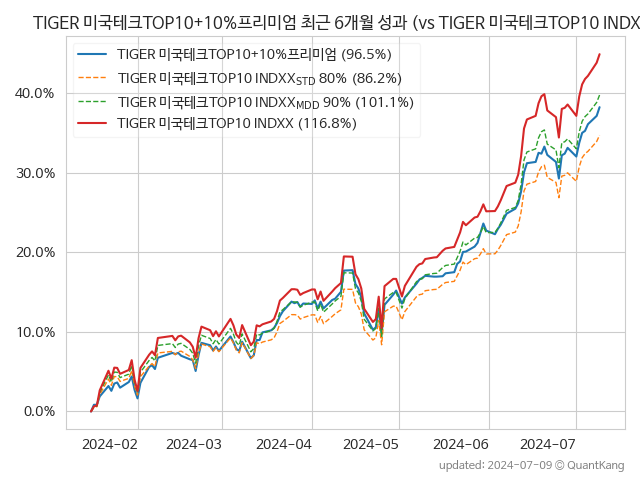 TIGER 미국테크TOP10+10%프리미엄 최근 6개월 성과 (vs TIGER 미국테크TOP10 INDX
TIGER 미국테크TOP10+10%프리미엄 (96.5%)
TIGER 미국테크TOP10 INDXXSTD 80% (86.2%)
TIGER 미국테크TOP10 INDXXMDD 90% (101.1%)
TIGER 미국테크TOP10 INDXX (116.8%)
40.0%
30.0%
20.0%
10.0%
0.0%
2024-02 2024-03 2024-04 2024-05 2024-06 2024-07
updated: 2024-07-09 © QuantKang